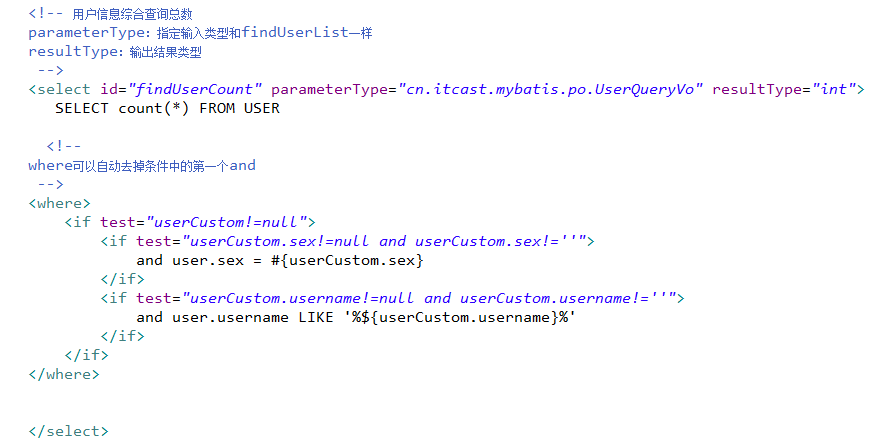 <!-- 用户信息综合查询总数
parameterType：指定输入类型和findUserList一样
resultType：输出结果类型
-->
<select id="findUserCount" parameterType="cn.itcast.mybatis.po.UserQueryVo" resultType="int">
SELECT count(*) FROM USER
<!--
where可以自动去掉条件中的第一个and
-->
<where>
<if test="userCustom!=null">
<if test="userCustom.sex!=null and userCustom.sex!=''">
and user.sex = #{userCustom.sex}
</if>
<if test="userCustom.username!=null and userCustom.username!=''">
and user.username LIKE '%${userCustom.username}%'
</if>
</if>
</where>
</select>